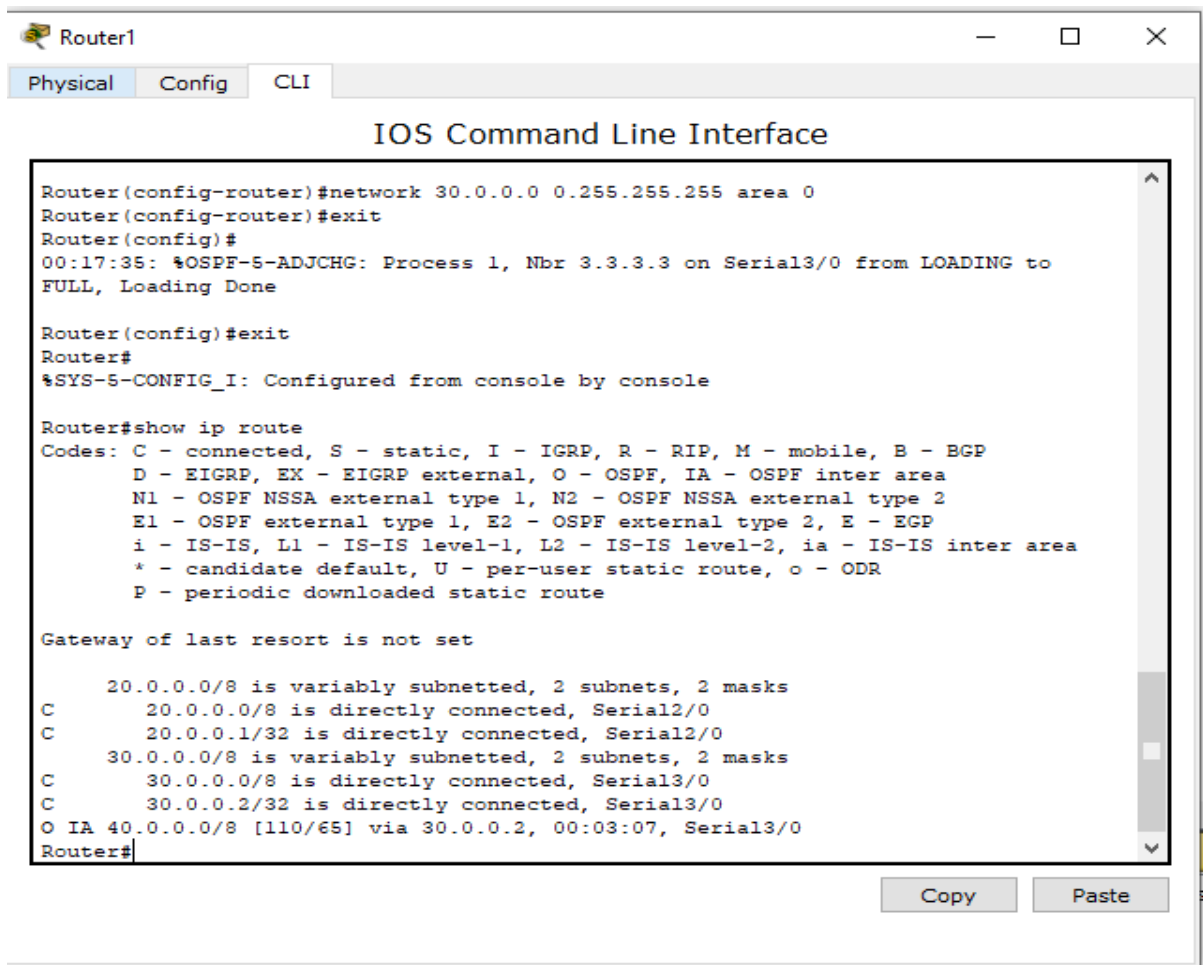 Router1
Physical Config CLI
IOS Command Line Interface
Router(config-router)#network 30.0.0.0 0.255.255.255 area 0
Router(config-router)#exit
Router(config)#
00:17:35: %OSPF-5-ADJCHG: Process 1, Nbr 3.3.3.3 on Serial3/0 from LOADING to
FULL, Loading Done
Router(config)#exit
Router#
%SYS-5-CONFIG_I: Configured from console by console
Router#show ip route
Codes: C - connected, S - static, I - IGRP, R - RIP, M - mobile, B - BGP
D - EIGRP, EX - EIGRP external, O - OSPF, IA - OSPF inter area
N1 - OSPF NSSA external type 1, N2 - OSPF NSSA external type 2
E1 - OSPF external type 1, E2 - OSPF external type 2, E - EGP
i - IS-IS, L1 - IS-IS level-1, L2 - IS-IS level-2, ia - IS-IS inter area
* - candidate default, U - per-user static route, o - ODR
P - periodic downloaded static route
Gateway of last resort is not set
20.0.0.0/8 is variably subnetted, 2 subnets, 2 masks
C 20.0.0.0/8 is directly connected, Serial2/0
C 20.0.0.1/32 is directly connected, Serial2/0
30.0.0.0/8 is variably subnetted, 2 subnets, 2 masks
C 30.0.0.0/8 is directly connected, Serial3/0
C 30.0.0.2/32 is directly connected, Serial3/0
O IA 40.0.0.0/8 [110/65] via 30.0.0.2, 00:03:07, Serial3/0
Router#
Copy Paste